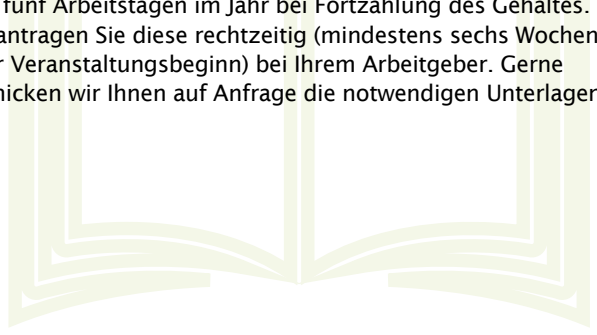 fünf Arbeitstagen im Jahr bei Fortzahlung des Gehaltes.
antragen Sie diese rechtzeitig (mindestens sechs Wochen
r Veranstaltungsbeginn) bei Ihrem Arbeitgeber. Gerne
hicken wir Ihnen auf Anfrage die notwendigen Unterlagen